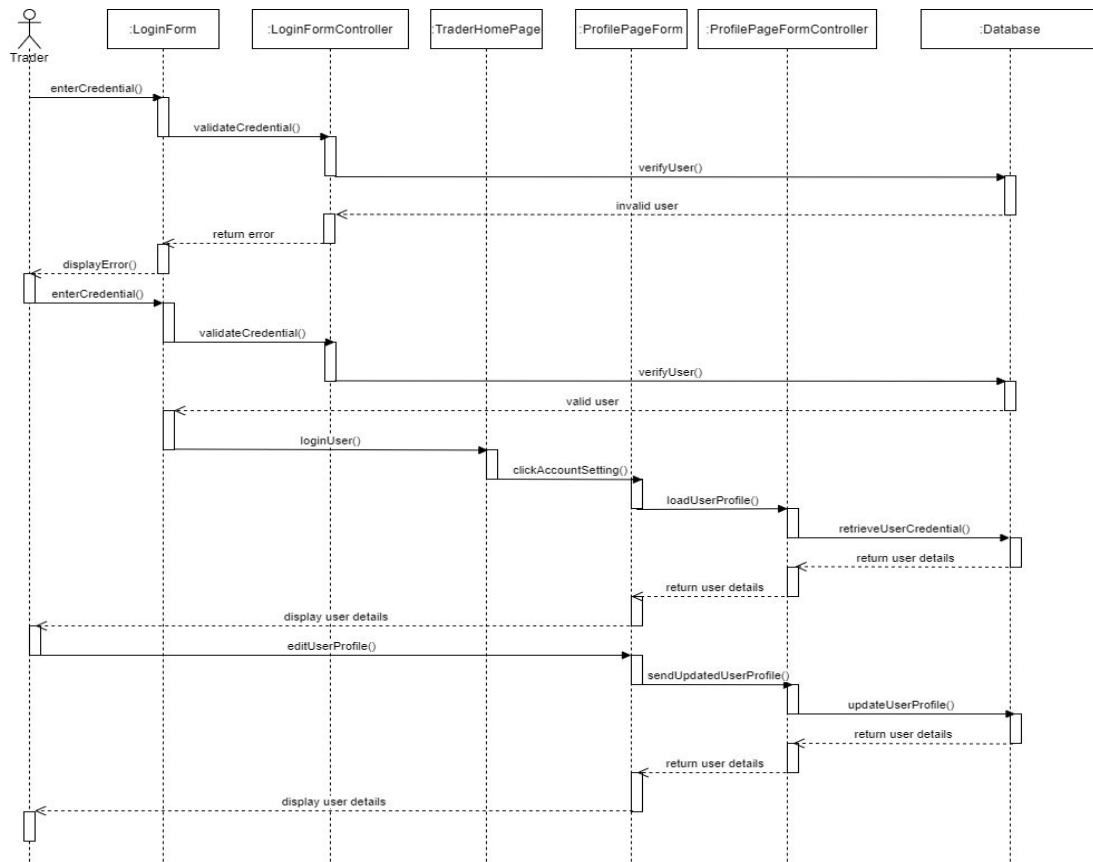 :LoginForm
:LoginFormController
:TraderHomePage
:ProfilePageForm
:ProfilePageFormController
:Database
Trader
enterCredential()
validateCredential()
verifyUser()
invalid user
return error
displayError()
enterCredential()
validateCredential()
verifyUser()
valid user
loginUser()
clickAccountSetting()
loadUserProfile()
retrieveUserCredential()
return user details
return user details
display user details
editUserProfile()
sendUpdatedUserProfile()
updateUserProfile()
return user details
return user details
display user details